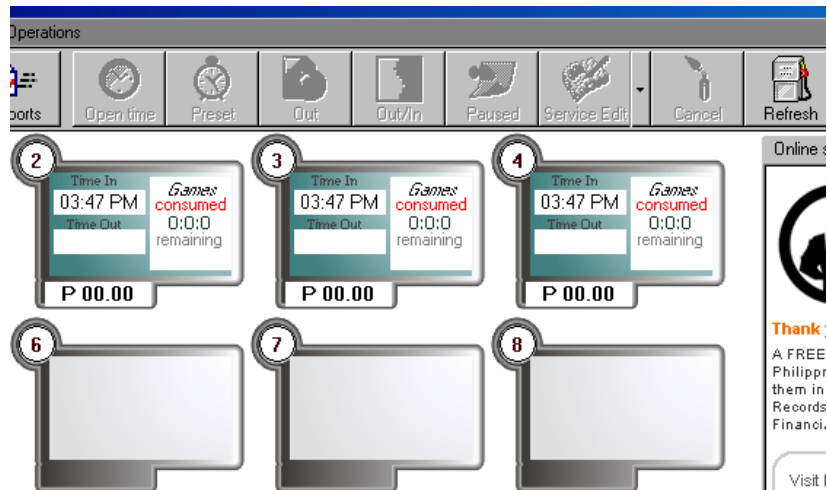 Operations
Open time
Preset
Out
Out/In
Paused
Service Edit
Cancel
Refresh
2
Time In
03:47 PM
Time Out
Games
consumed
0:0:0
remaining
P 00.00
3
Time In
03:47 PM
Time Out
Games
consumed
0:0:0
remaining
P 00.00
4
Time In
03:47 PM
Time Out
Games
consumed
0:0:0
remaining
P 00.00
6
7
8
Online
Thank
A FREE
Philippn
them in
Records
Financi
Visit